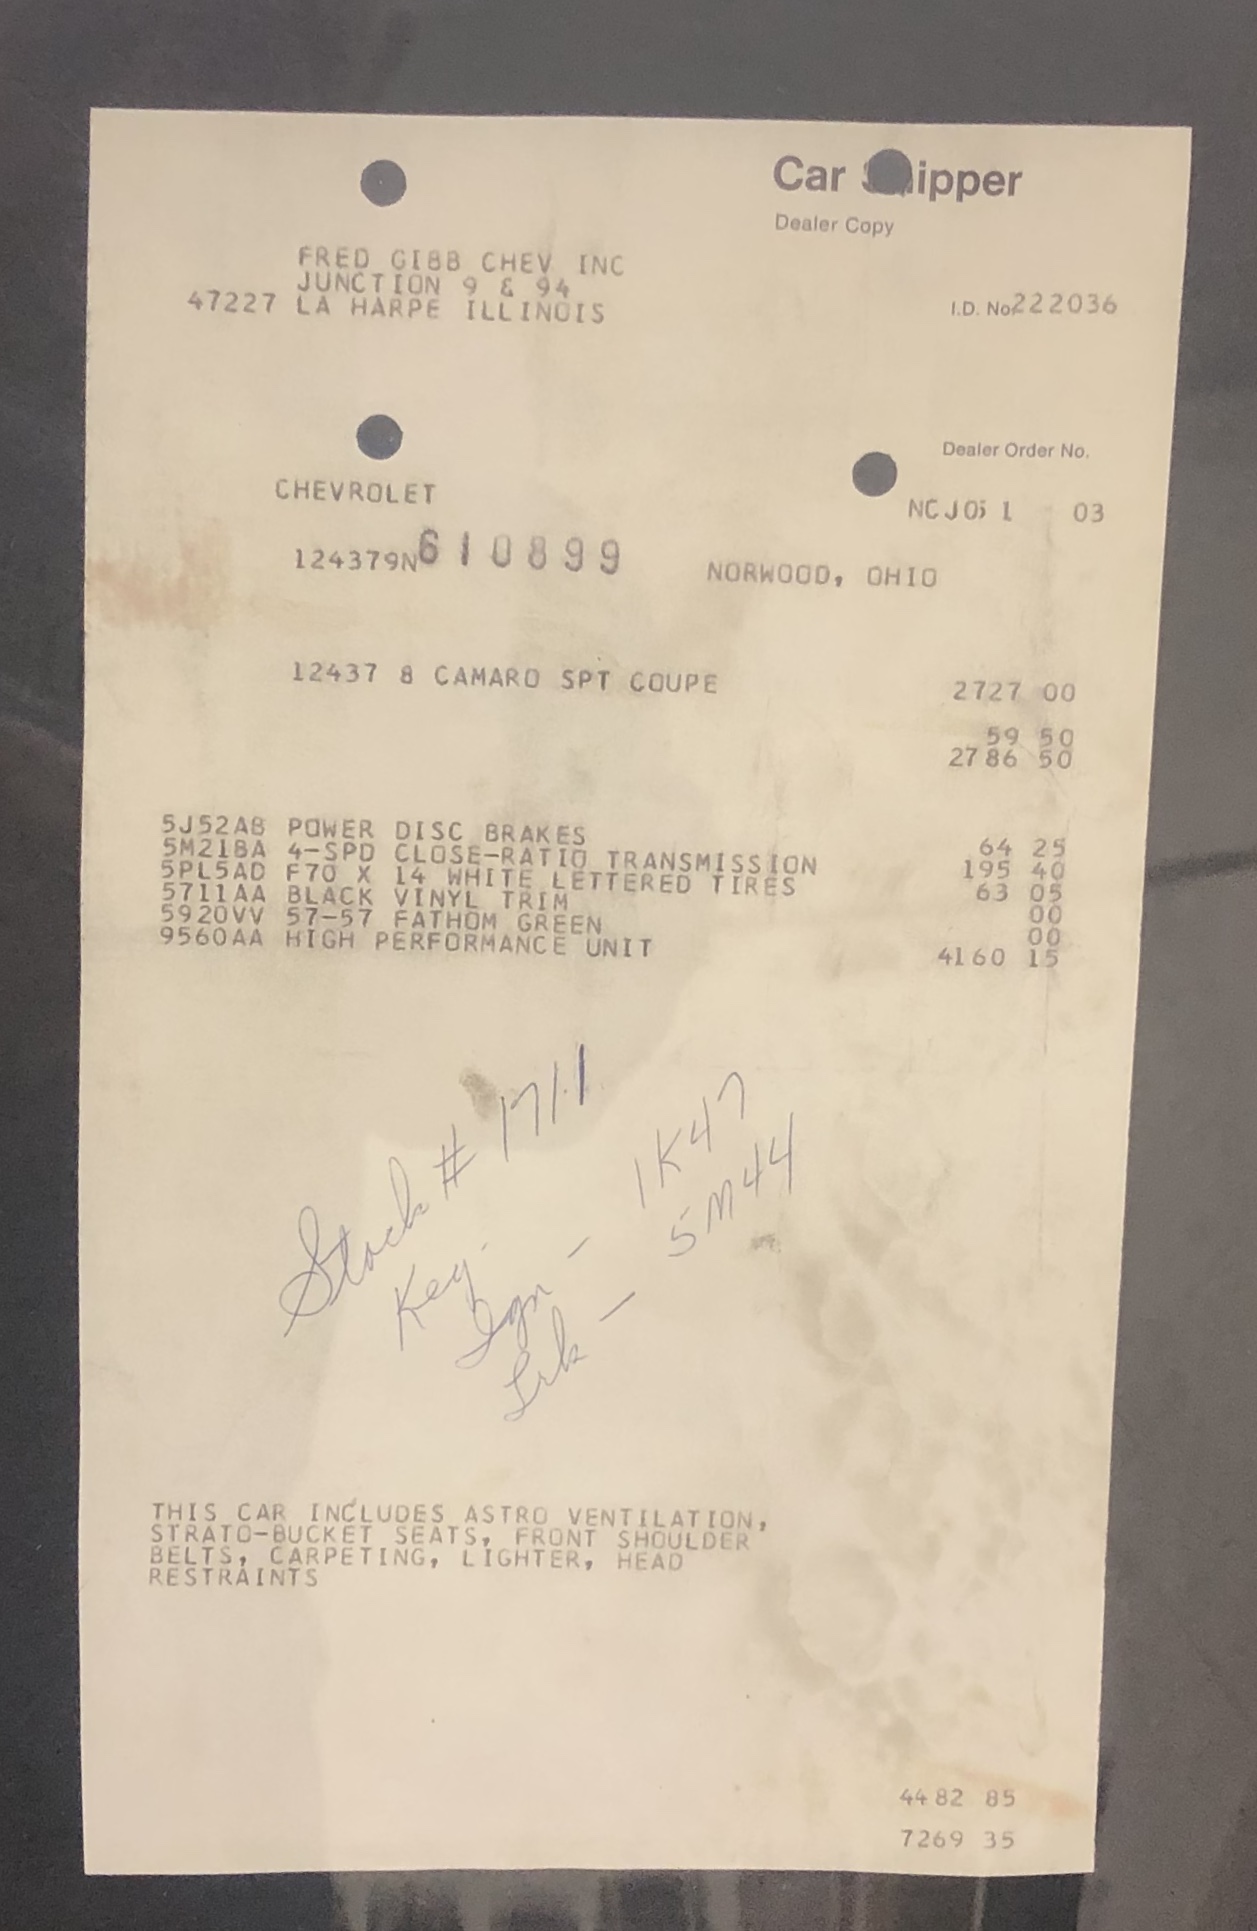 Car Shipper
Dealer Copy
FRED GIBB CHEV INC
JUNCTION 9 & 94
47227 LA HARPE ILLINOIS
I.D. No. 222036
Dealer Order No.
CHEVROLET
NCJ0 1 03
124379N610899 NORWOOD, OHIO
12437 8 CAMARO SPT COUPE 2727 00
59 50
2786 50
5J52AB POWER DISC BRAKES 64 25
5M21BA 4-SPD CLOSE-RATIO TRANSMISSION 195 40
5PL5AD F70 X 14 WHITE LETTERED TIRES 63 05
5711AA BLACK VINYL TRIM 00
5920VV 57-57 FATHOM GREEN 00
9560AA HIGH PERFORMANCE UNIT 4160 15
Stock # 1711
Key-
Ign - 1K47
Trk - 5M44
THIS CAR INCLUDES ASTRO VENTILATION,
STRATO-BUCKET SEATS, FRONT SHOULDER
BELTS, CARPETING, LIGHTER, HEAD
RESTRAINTS
4482 85
7269 35